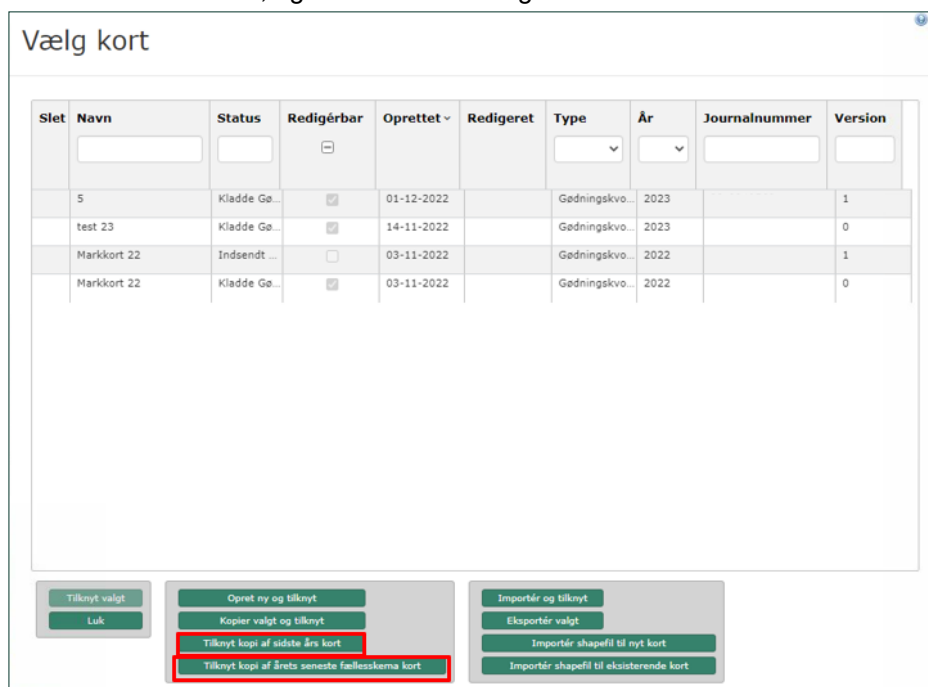 Vælg kort
Slet Navn Status Redigérbar Oprettet Redigeret Type År Journalnummer Version
5 Kladde Gø... 01-12-2022 Gødningskvo... 2023 1
test 23 Kladde Gø... 14-11-2022 Gødningskvo... 2023 0
Markkort 22 Indsendt ... 03-11-2022 Gødningskvo... 2022 1
Markkort 22 Kladde Gø... 03-11-2022 Gødningskvo... 2022 0
Tilknyt valgt
Luk
Opret ny og tilknyt
Kopier valgt og tilknyt
Tilknyt kopi af sidste års kort
Tilknyt kopi af årets seneste fællesskema kort
Importér og tilknyt
Eksportér valgt
Importér shapefil til nyt kort
Importér shapefil til eksisterende kort